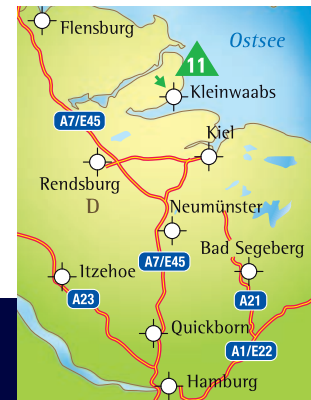 Flensburg
Ostsee
11
Kleinwaabs
A7/E45
Kiel
Rendsburg
D
Neumünster
Bad Segeberg
A7/E45
Itzehoe
A23
A21
Quickborn
A1/E22
Hamburg